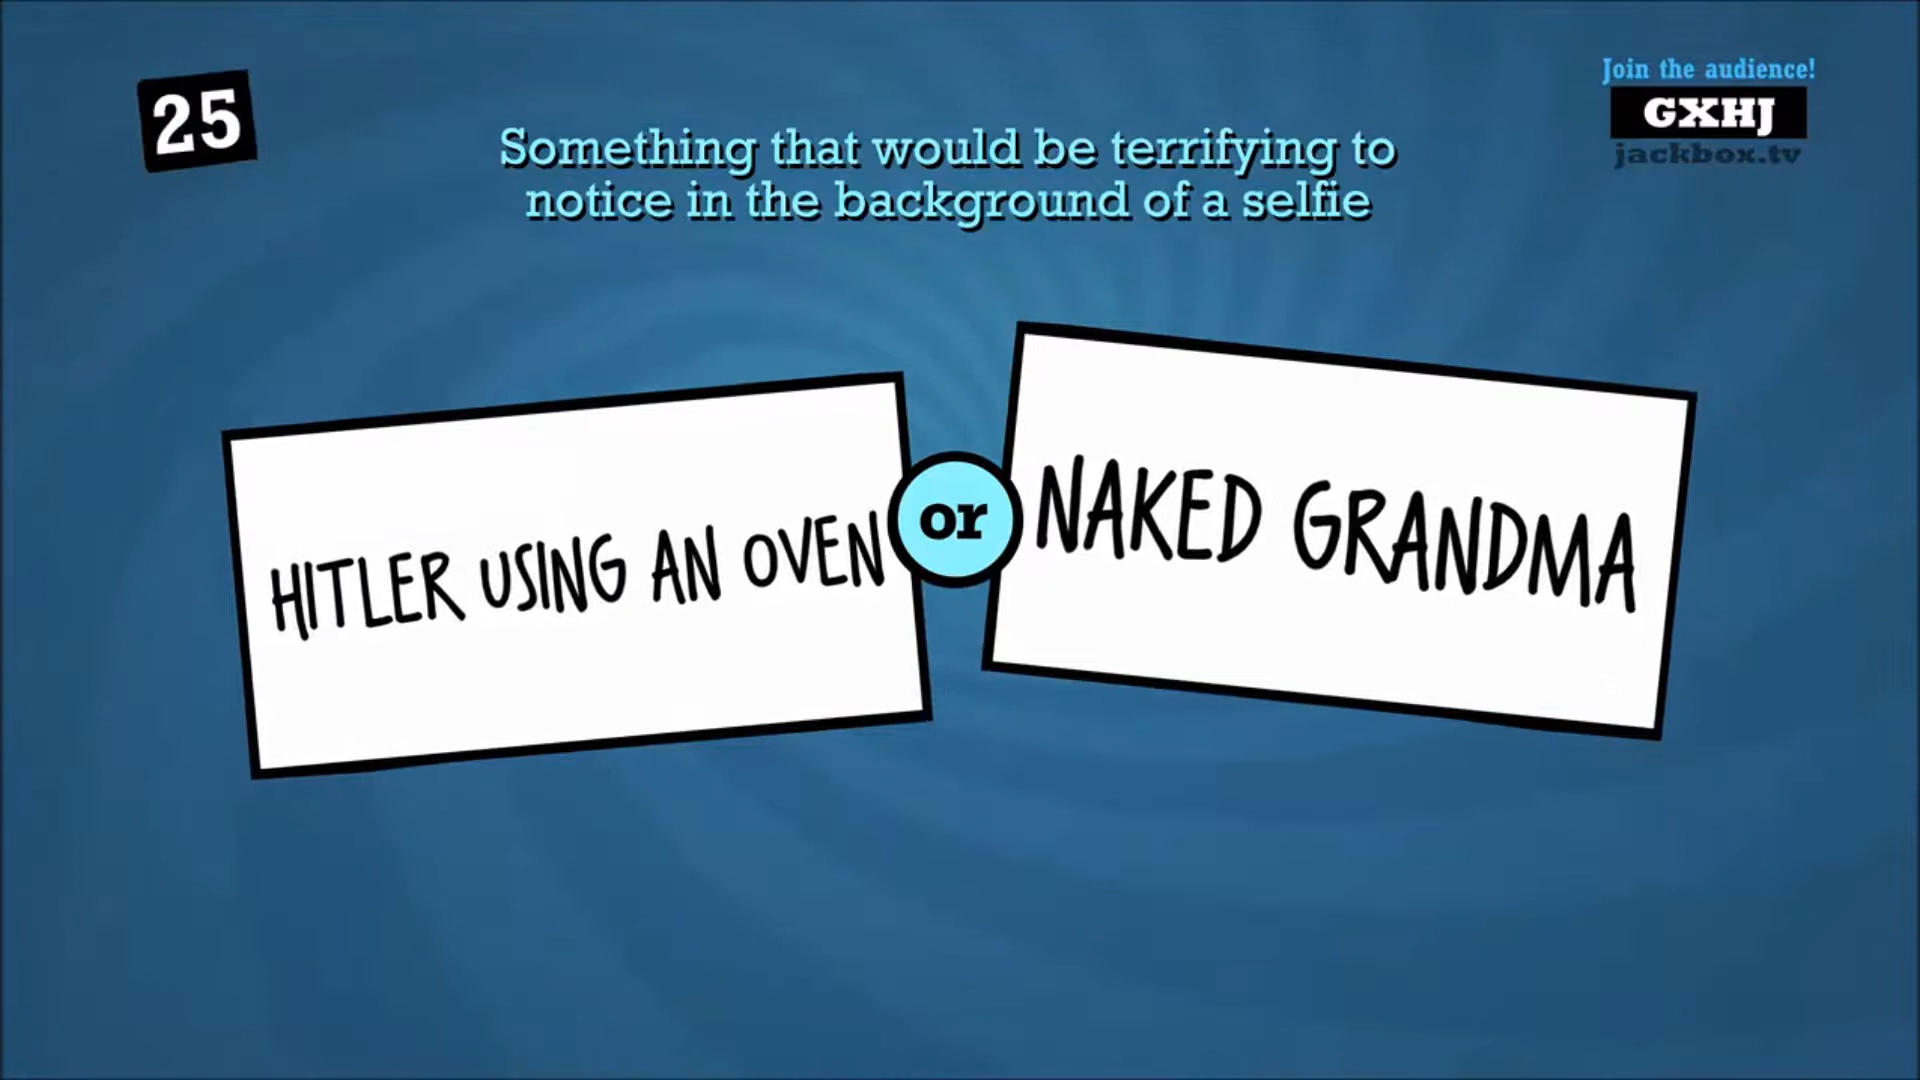 25
Join the audience!
GXHJ
jackbox.tv
Something that would be terrifying to
notice in the background of a selfie
HITLER USING AN OVEN
or
NAKED GRANDMA